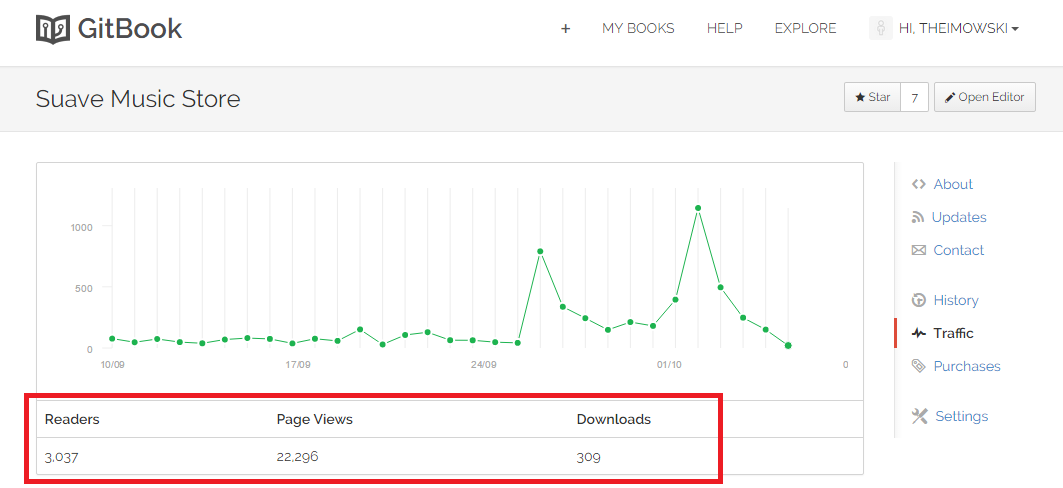 GitBook
+ MY BOOKS HELP EXPLORE HI, THEIMOWSKI
Suave Music Store
Star 7 Open Editor
1000
500
0
10/09 17/09 24/09 01/10 0
Readers Page Views Downloads
3,037 22,296 309
About
Updates
Contact
History
Traffic
Purchases
Settings